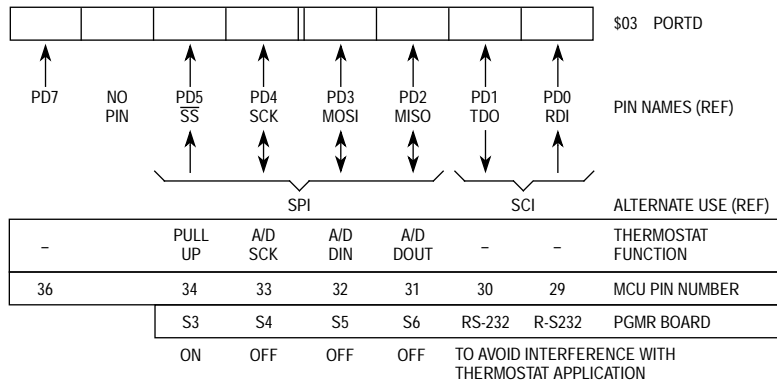 $03 PORTD
PD7 NO PIN PD5 SS PD4 SCK PD3 MOSI PD2 MISO PD1 TDO PD0 RDI PIN NAMES (REF)
SPI SCI ALTERNATE USE (REF)
– PULL UP A/D SCK A/D DIN A/D DOUT – – THERMOSTAT FUNCTION
36 34 33 32 31 30 29 MCU PIN NUMBER
S3 S4 S5 S6 RS-232 R-S232 PGMR BOARD
ON OFF OFF OFF TO AVOID INTERFERENCE WITH
THERMOSTAT APPLICATION